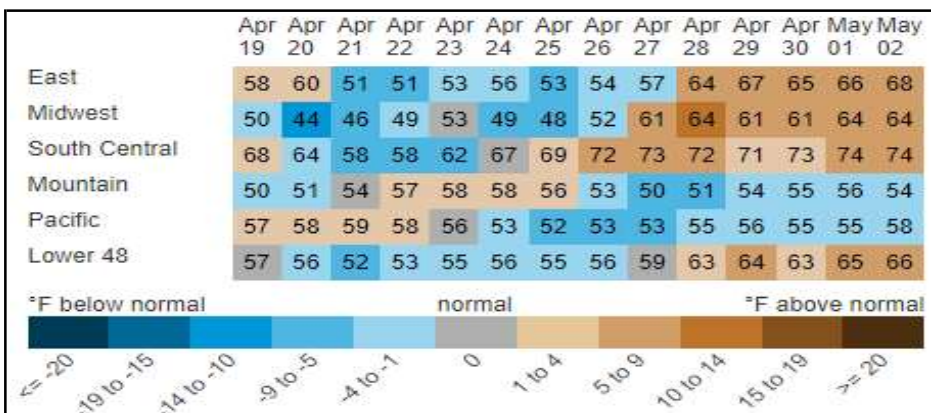 Apr Apr Apr Apr Apr Apr Apr Apr Apr Apr Apr Apr May May
19 20 21 22 23 24 25 26 27 28 29 30 01 02
East 58 60 51 51 53 56 53 54 57 64 67 65 66 68
Midwest 50 44 46 49 53 49 48 52 61 64 61 61 64 64
South Central 68 64 58 58 62 67 69 72 73 72 71 73 74 74
Mountain 50 51 54 57 58 58 56 53 50 51 54 55 56 54
Pacific 57 58 59 58 56 53 52 53 53 55 56 55 55 58
Lower 48 57 56 52 53 55 56 55 56 59 63 64 63 65 66
°F below normal normal °F above normal
<= -20 -19 to -15 -14 to -10 -9 to -5 -4 to -1 0 1 to 4 5 to 9 10 to 14 15 to 19 >= 20